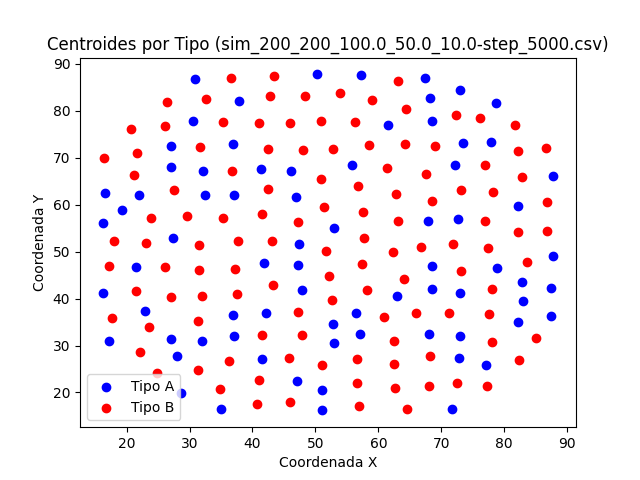 Centroides por Tipo (sim_200_200_100.0_50.0_10.0-step_5000.csv)
90
80
70
60
50
40
30
20
Coordenada Y
Tipo A
Tipo B
20 30 40 50 60 70 80 90
Coordenada X